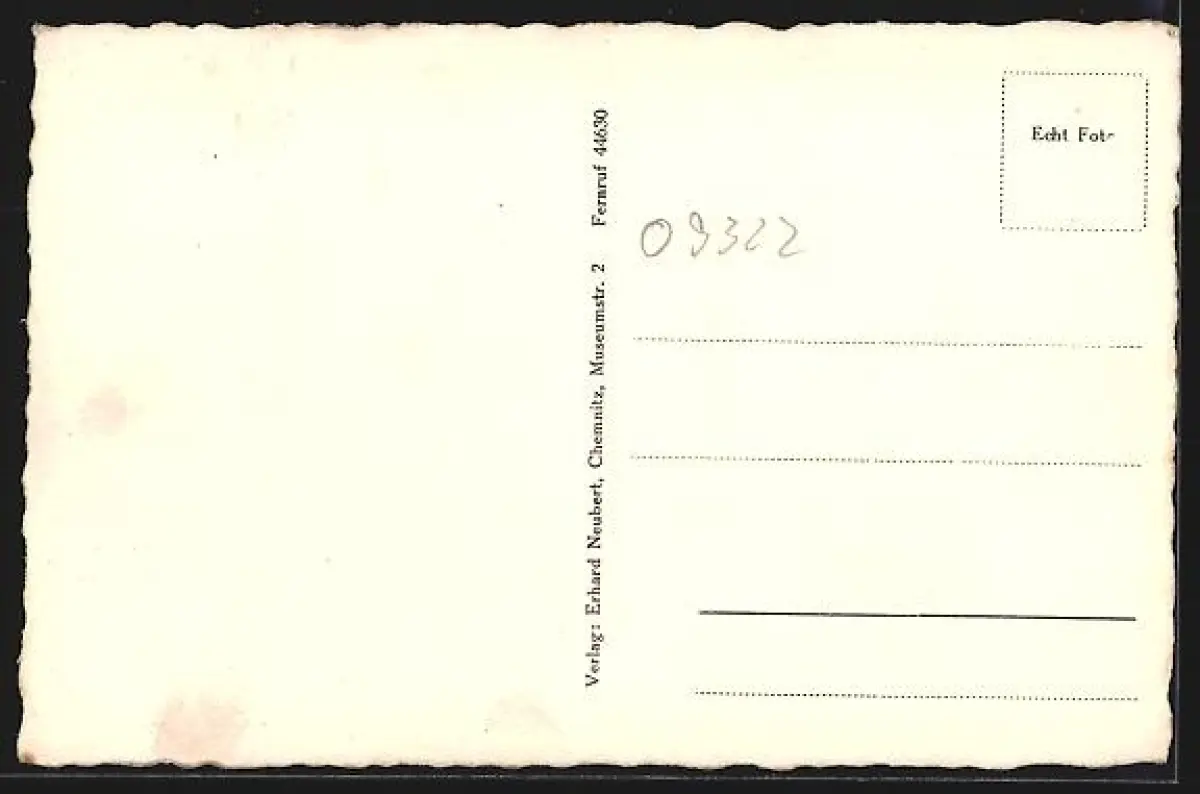 Verlag: Erhard Neubert, Chemnitz, Museumstr. 2 Fernruf 44630
Echt Foto
09322